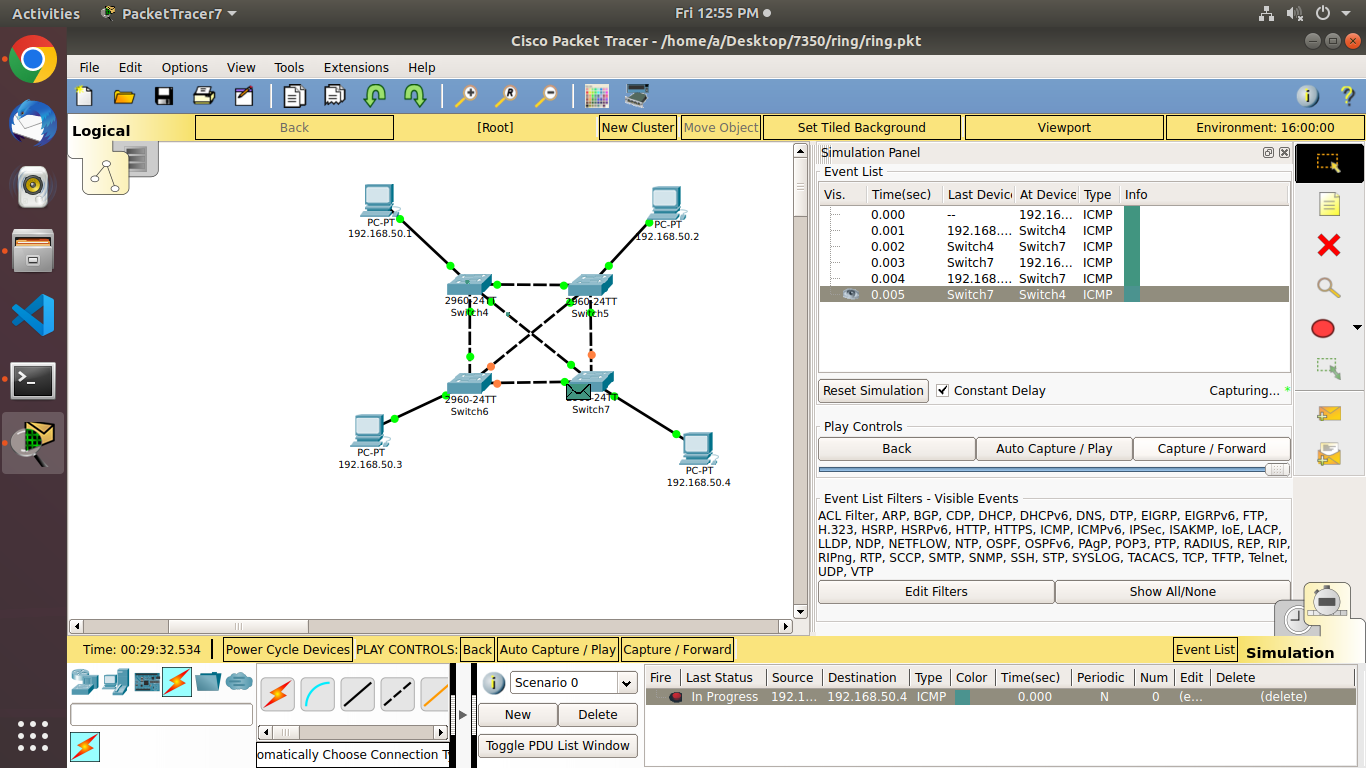 Activities PacketTracer7 Fri 12:55 PM
Cisco Packet Tracer - /home/a/Desktop/7350/ring/ring.pkt
File Edit Options View Tools Extensions Help
Logical Back [Root] New Cluster Move Object Set Tiled Background Viewport Environment: 16:00:00
PC-PT
192.168.50.1
PC-PT
192.168.50.2
2960-24TT
Switch4
2960-24TT
Switch5
2960-24TT
Switch6
-24TT
Switch7
PC-PT
192.168.50.3
PC-PT
192.168.50.4
Simulation Panel
Event List
Vis. Time(sec) Last Devic At Device Type Info
0.000 -- 192.16... ICMP
0.001 192.168.... Switch4 ICMP
0.002 Switch4 Switch7 ICMP
0.003 Switch7 192.16... ICMP
0.004 192.168.... Switch7 ICMP
0.005 Switch7 Switch4 ICMP
Reset Simulation Constant Delay Capturing... *
Play Controls
Back Auto Capture / Play Capture / Forward
Event List Filters - Visible Events
ACL Filter, ARP, BGP, CDP, DHCP, DHCPv6, DNS, DTP, EIGRP, EIGRPv6, FTP,
H.323, HSRP, HSRPv6, HTTP, HTTPS, ICMP, ICMPv6, IPSec, ISAKMP, IoE, LACP,
LLDP, NDP, NETFLOW, NTP, OSPF, OSPFv6, PAgP, POP3, PTP, RADIUS, REP, RIP,
RIPng, RTP, SCCP, SMTP, SNMP, SSH, STP, SYSLOG, TACACS, TCP, TFTP, Telnet,
UDP, VTP
Edit Filters Show All/None
Time: 00:29:32.534 Power Cycle Devices PLAY CONTROLS: Back Auto Capture / Play Capture / Forward Event List Simulation
Scenario 0
New Delete
Toggle PDU List Window
omatically Choose Connection T
Fire Last Status Source Destination Type Color Time(sec) Periodic Num Edit Delete
In Progress 192.1... 192.168.50.4 ICMP 0.000 N 0 (e... (delete)